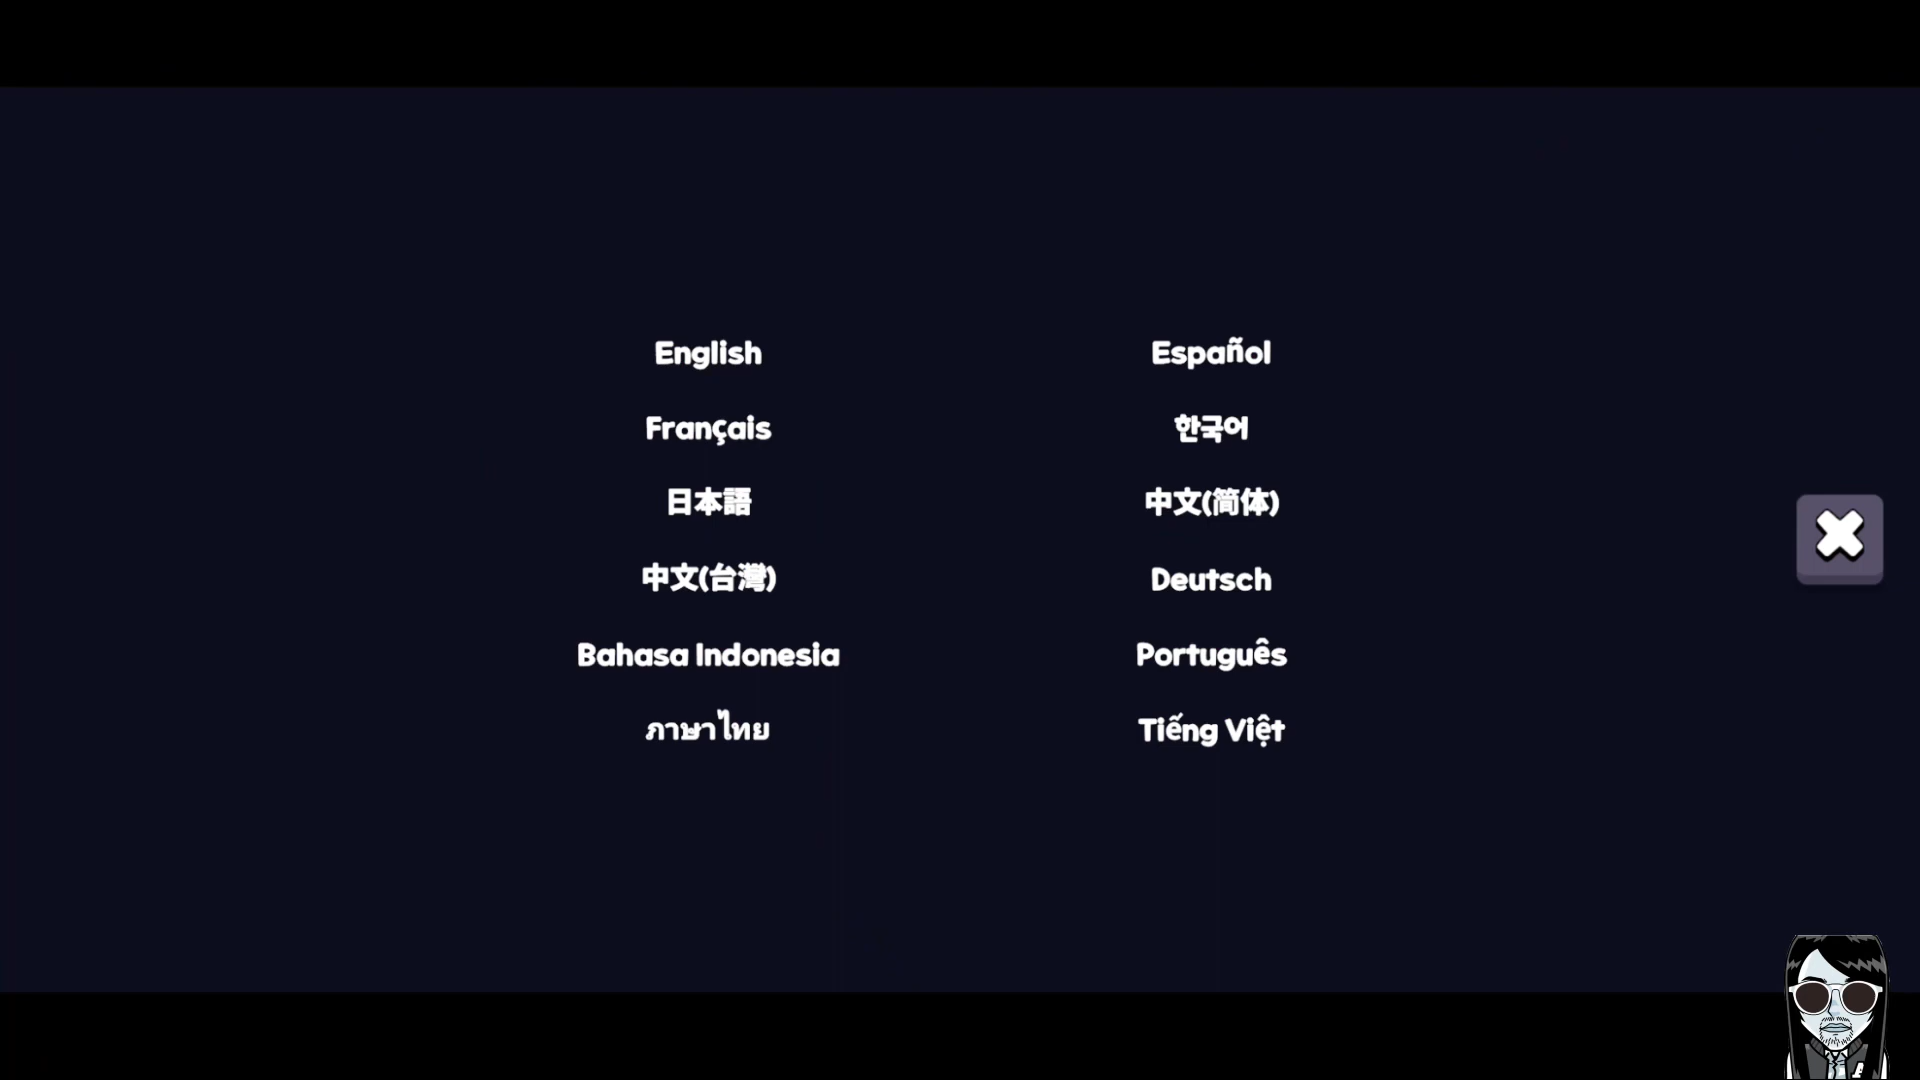 English
Español
Français
한국어
日本語
中文(简体)
中文(台灣)
Deutsch
Bahasa Indonesia
Português
ภาษาไทย
Tiếng Việt